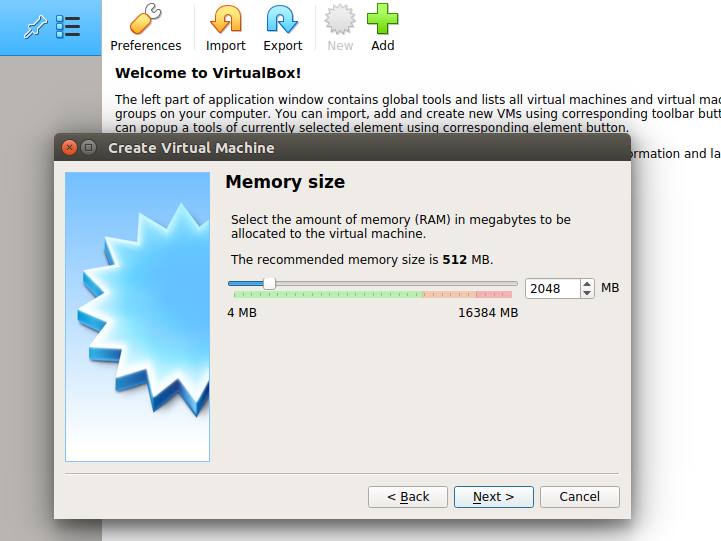 Preferences Import Export New Add
Welcome to VirtualBox!
The left part of application window contains global tools and lists all virtual machines and virtual
groups on your computer. You can import, add and create new VMs using corresponding toolbar
can popup a tools of currently selected element using corresponding element button.
and
Create Virtual Machine
Memory size
Select the amount of memory (RAM) in megabytes to be
allocated to the virtual machine.
The recommended memory size is 512 MB.
2048 MB
4 MB 16384 MB
< Back Next > Cancel